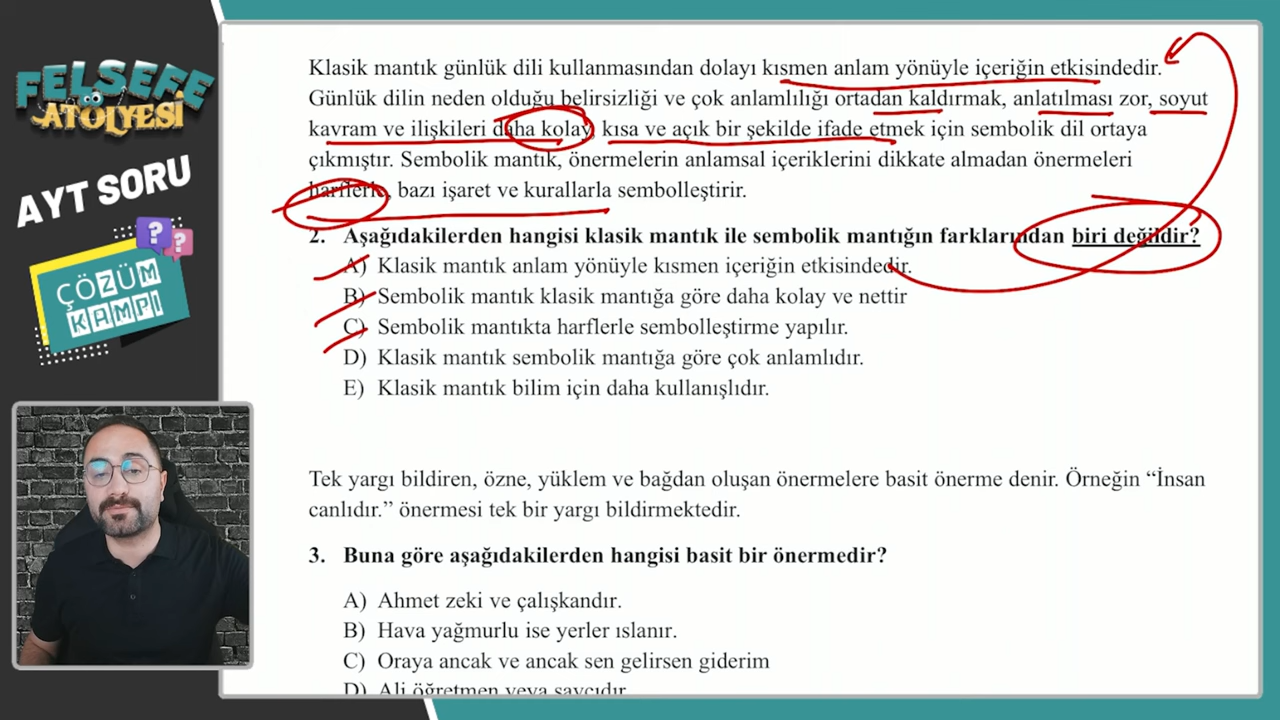 FELSEFE
ATÖLYESİ
AYT SORU
ÇÖZÜM
KAMPI
Klasik mantık günlük dili kullanmasından dolayı kısmen anlam yönüyle içeriğin etkisindedir.
Günlük dilin neden olduğu belirsizliği ve çok anlamlılığı ortadan kaldırmak, anlatılması zor, soyut
kavram ve ilişkileri daha kolay, kısa ve açık bir şekilde ifade etmek için sembolik dil ortaya
çıkmıştır. Sembolik mantık, önermelerin anlamsal içeriklerini dikkate almadan önermeleri
harflerle, bazı işaret ve kurallarla sembolleştirir.
2. Aşağıdakilerden hangisi klasik mantık ile sembolik mantığın farklarından biri değildir?
A) Klasik mantık anlam yönüyle kısmen içeriğin etkisindedir.
B) Sembolik mantık klasik mantığa göre daha kolay ve nettir
C) Sembolik mantıkta harflerle sembolleştirme yapılır.
D) Klasik mantık sembolik mantığa göre çok anlamlıdır.
E) Klasik mantık bilim için daha kullanışlıdır.
Tek yargı bildiren, özne, yüklem ve bağdan oluşan önermelere basit önerme denir. Örneğin “İnsan
canlıdır.” önermesi tek bir yargı bildirmektedir.
3. Buna göre aşağıdakilerden hangisi basit bir önermedir?
A) Ahmet zeki ve çalışkandır.
B) Hava yağmurlu ise yerler ıslanır.
C) Oraya ancak ve ancak sen gelirsen giderim
D) Ali öğretmen veya savcıdır